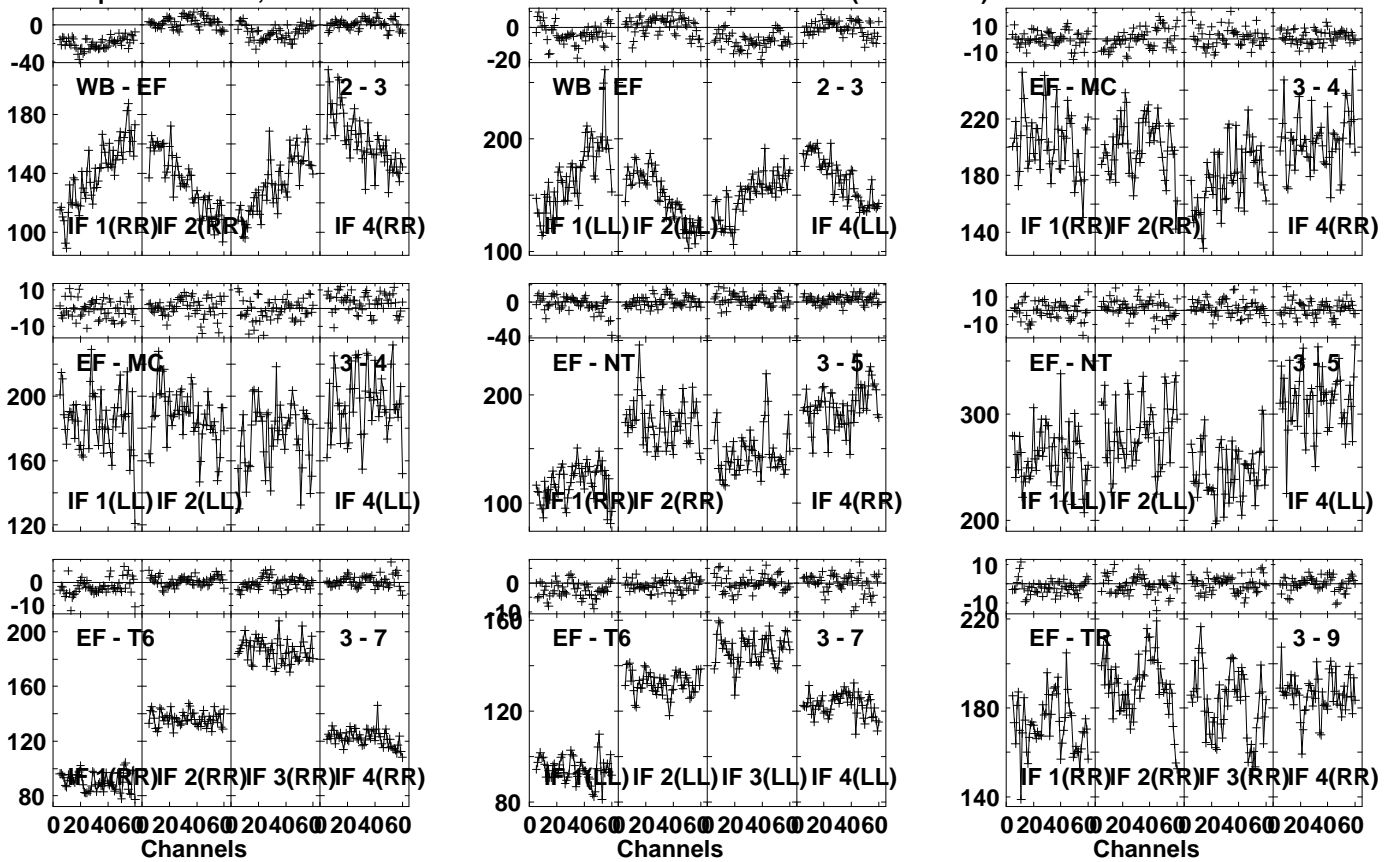 0
-40
WB - EF
2 - 3
180
140
100
IF 1(RR) IF 2(RR) IF 4(RR)
0
-20
WB - EF
2 - 3
200
100
IF 1(LL) IF 2(LL) IF 4(LL)
10
-10
EF - MC
3 - 4
220
180
140
IF 1(RR) IF 2(RR) IF 4(RR)
10
-10
EF - MC
3 - 4
200
160
120
IF 1(LL) IF 2(LL) IF 4(LL)
0
-40
EF - NT
3 - 5
200
100
IF 1(RR) IF 2(RR) IF 4(RR)
10
-10
EF - NT
3 - 5
300
200
IF 1(LL) IF 2(LL) IF 4(LL)
0
-10
200
EF - T6
3 - 7
160
120
80
IF 1(RR) IF 2(RR) IF 3(RR) IF 4(RR)
0 204060 0 204060 0 204060 0 204060
Channels
0
-10
160
EF - T6
3 - 7
120
80
IF 1(LL) IF 2(LL) IF 3(LL) IF 4(LL)
0 204060 0 204060 0 204060 0 204060
Channels
10
-10
220
EF - TR
3 - 9
180
140
IF 1(RR) IF 2(RR) IF 3(RR) IF 4(RR)
0 204060 0 204060 0 204060 0 204060
Channels